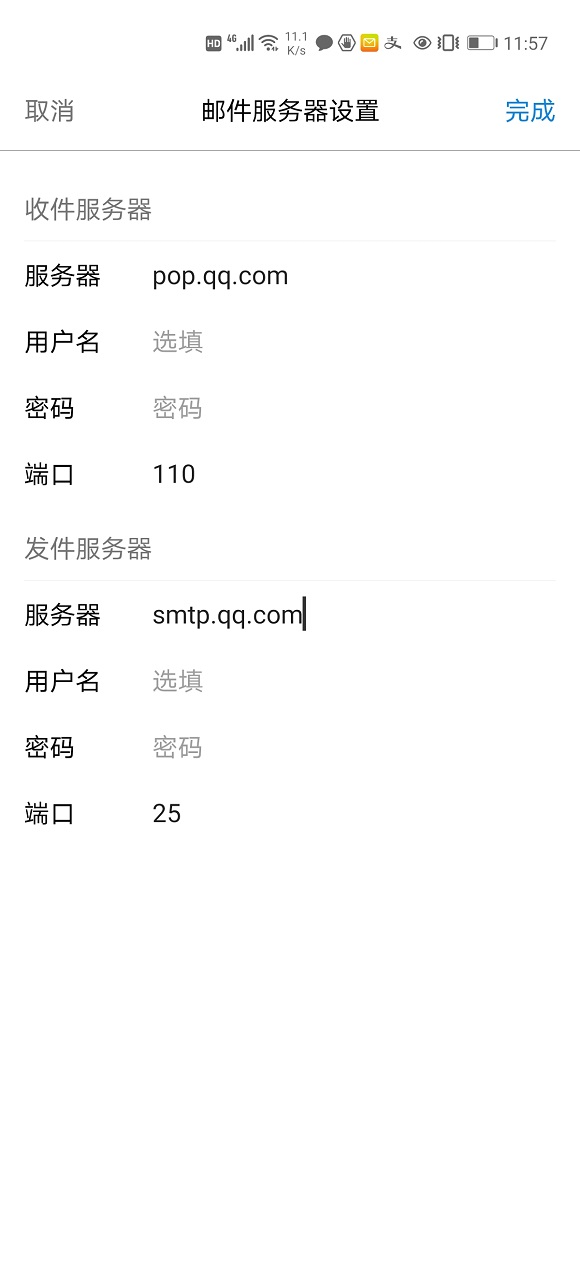 HD 4G 11.1 K/s 支 11:57
取消 邮件服务器设置 完成
收件服务器
服务器 pop.qq.com
用户名 选填
密码 密码
端口 110
发件服务器
服务器 smtp.qq.com
用户名 选填
密码 密码
端口 25